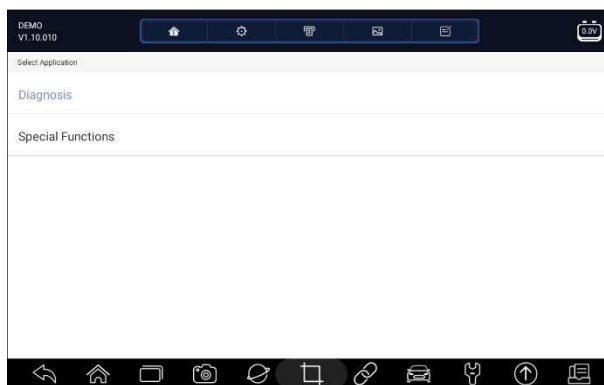 DEMO
V1.10.010
0.0V
Select Application
Diagnosis
Special Functions